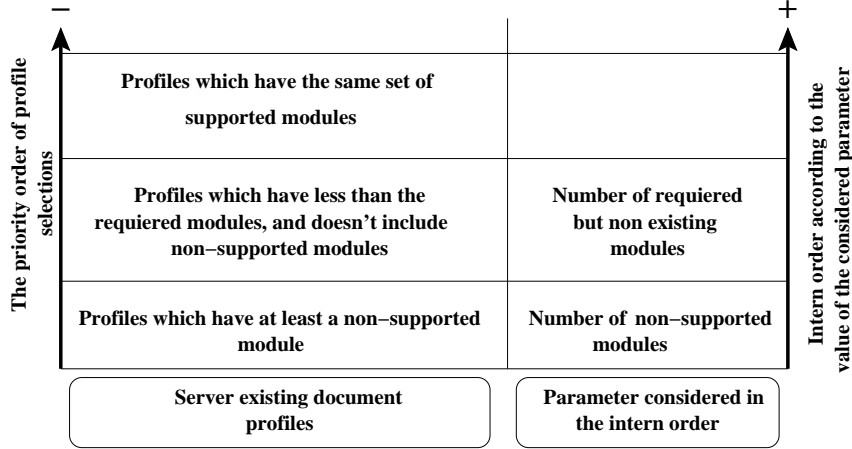 −
+
The priority order of profile
selections
Profiles which have the same set of
supported modules
Profiles which have less than the
requiered modules, and doesn't include
non−supported modules
Number of requiered
but non existing
modules
Profiles which have at least a non−supported
module
Number of non−supported
modules
Server existing document
profiles
Parameter considered in
the intern order
Intern order according to the
value of the considered parameter